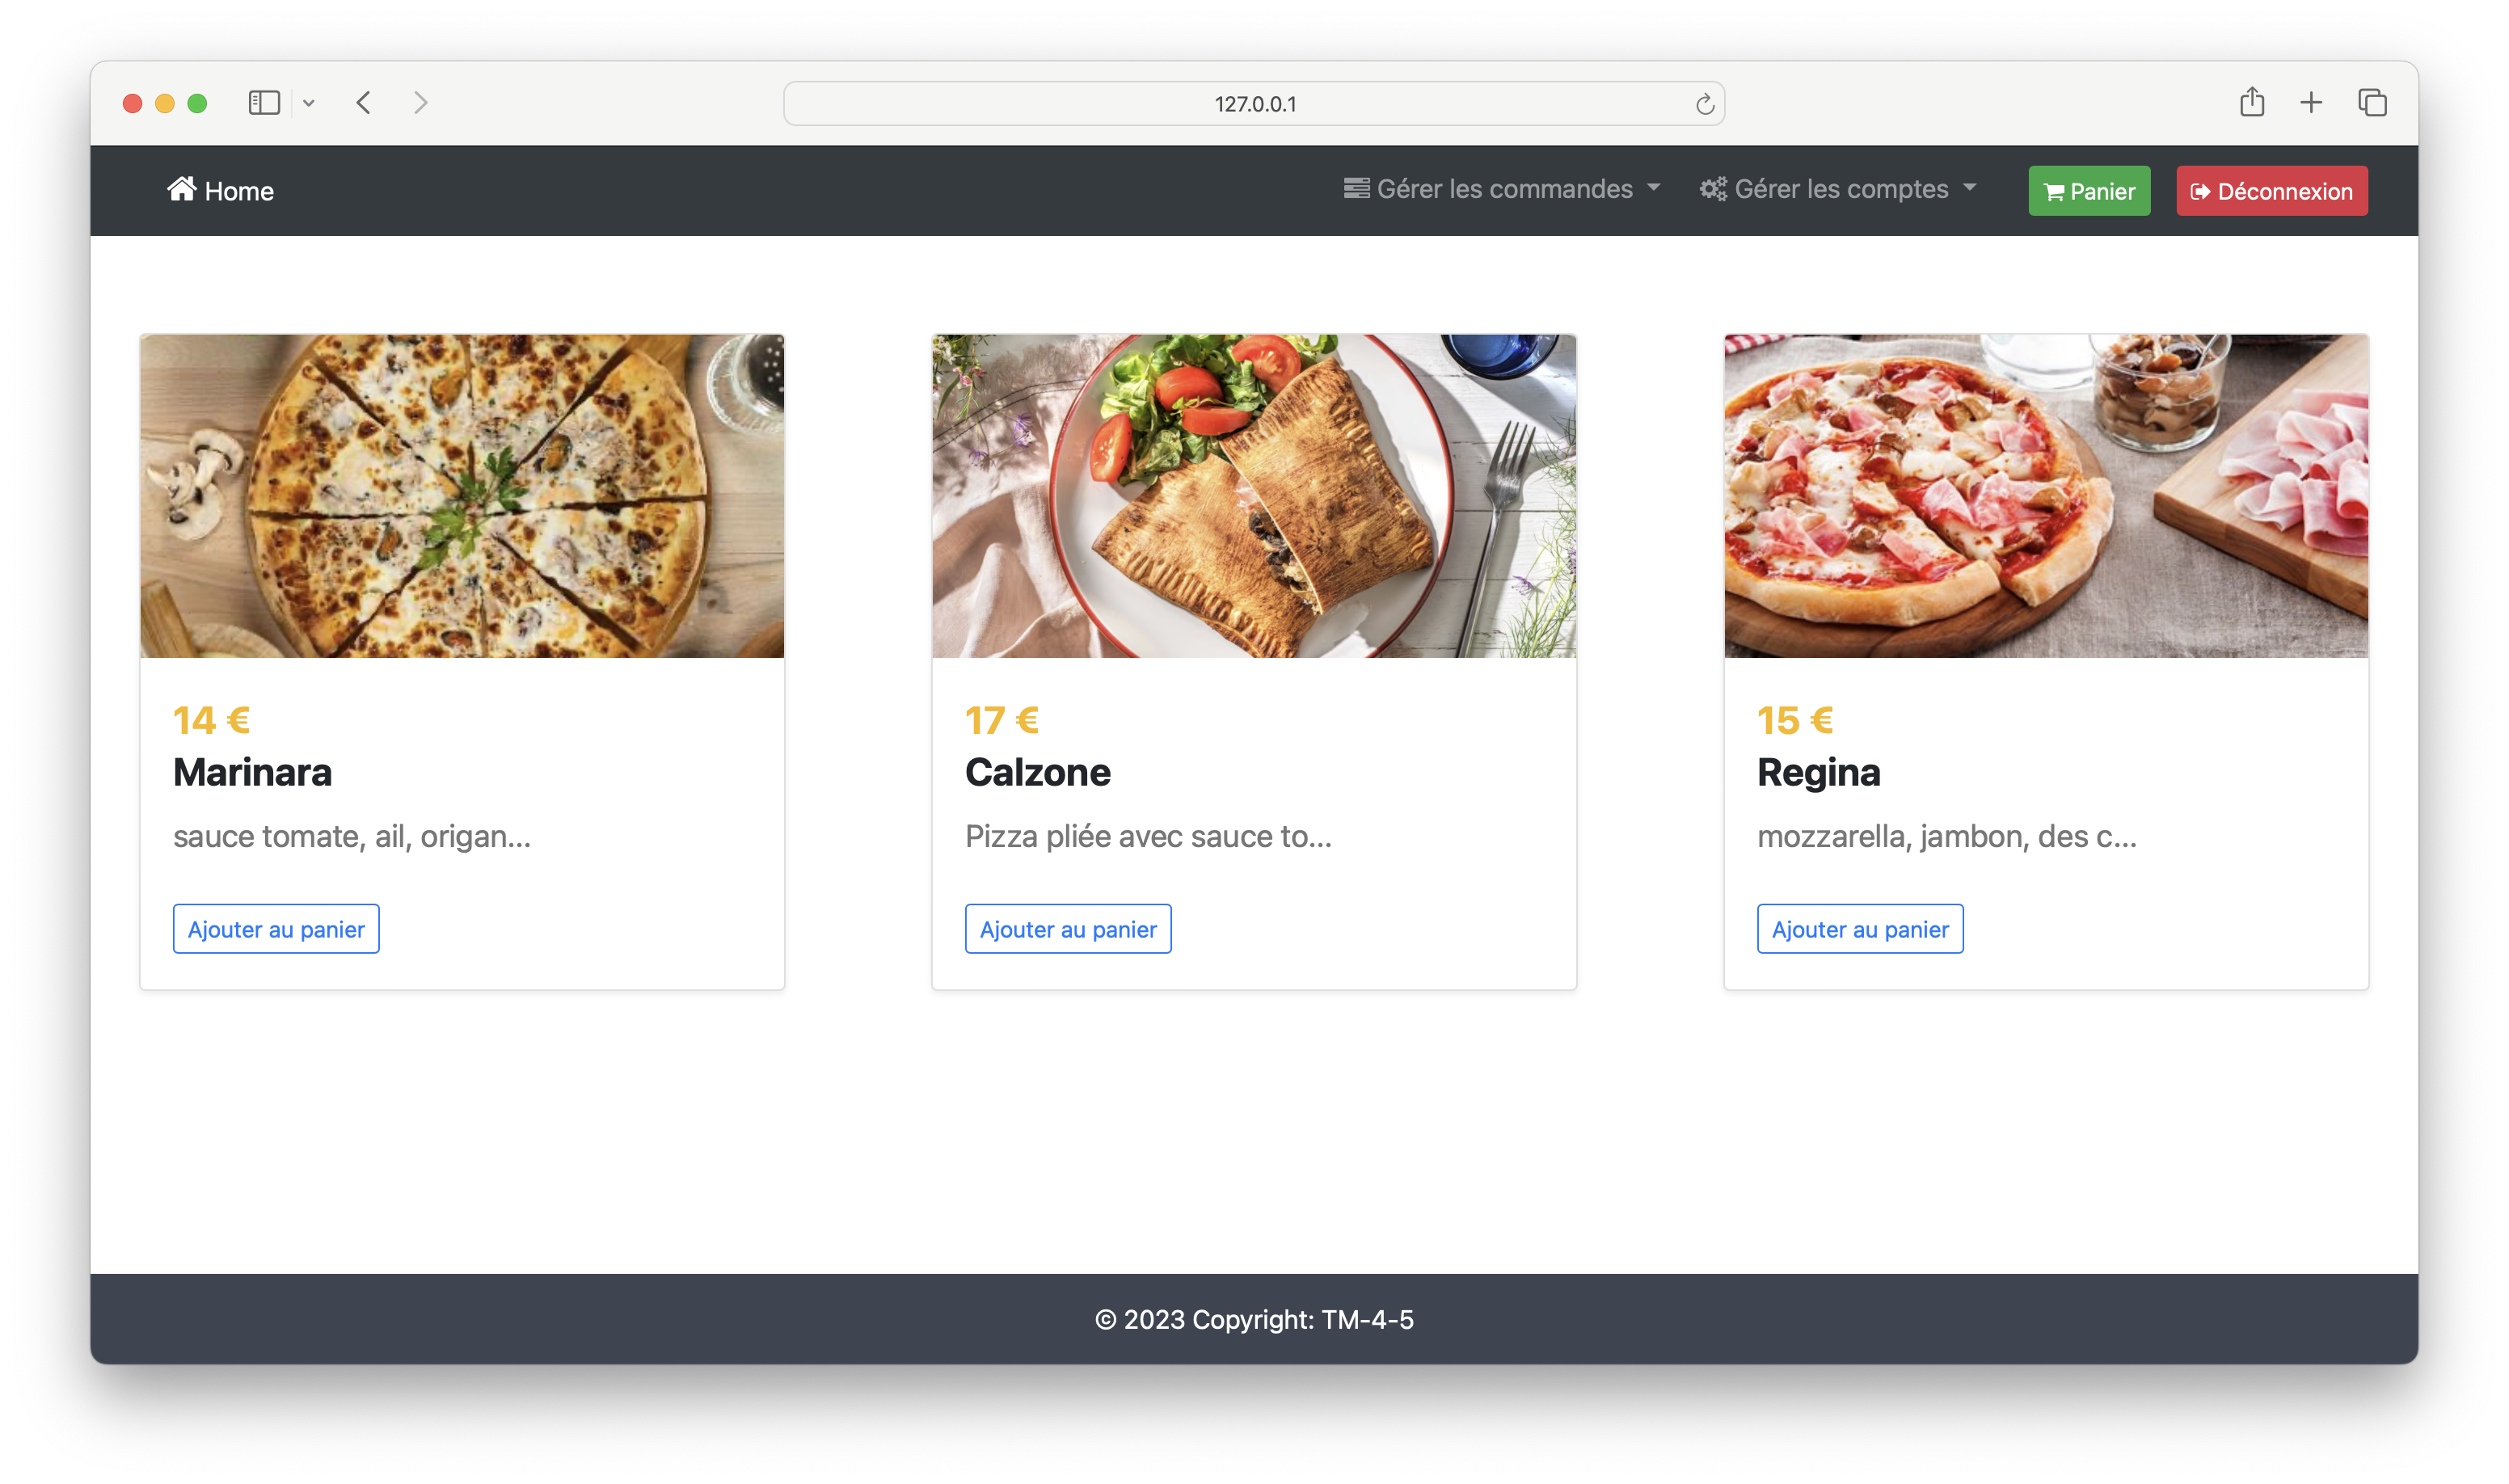 127.0.0.1
Home
Gérer les commandes
Gérer les comptes
Panier
Déconnexion
14 €
Marinara
sauce tomate, ail, origan...
Ajouter au panier
17 €
Calzone
Pizza pliée avec sauce to...
Ajouter au panier
15 €
Regina
mozzarella, jambon, des c...
Ajouter au panier
© 2023 Copyright: TM-4-5